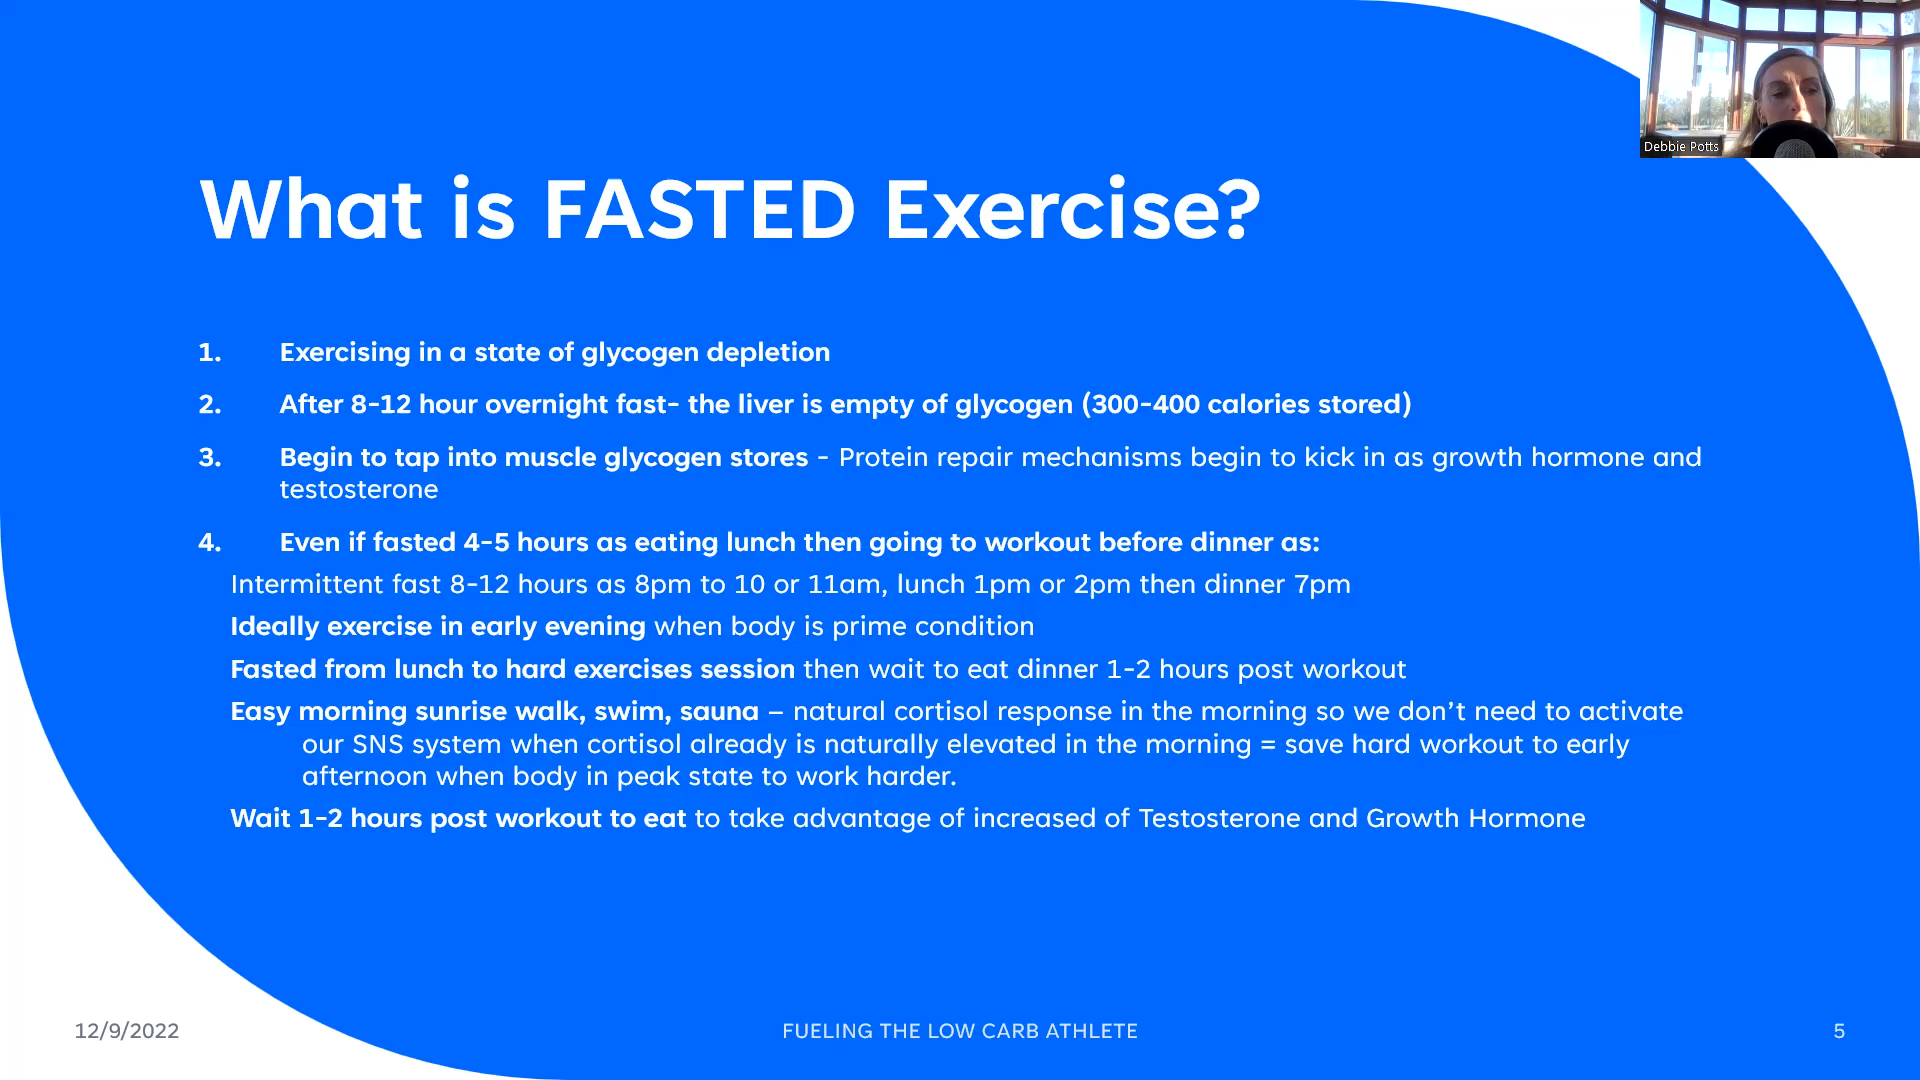 Debbie Potts
What is FASTED Exercise?
1. Exercising in a state of glycogen depletion
2. After 8-12 hour overnight fast- the liver is empty of glycogen (300-400 calories stored)
3. Begin to tap into muscle glycogen stores - Protein repair mechanisms begin to kick in as growth hormone and
testosterone
4. Even if fasted 4-5 hours as eating lunch then going to workout before dinner as:
Intermittent fast 8-12 hours as 8pm to 10 or 11am, lunch 1pm or 2pm then dinner 7pm
Ideally exercise in early evening when body is prime condition
Fasted from lunch to hard exercises session then wait to eat dinner 1-2 hours post workout
Easy morning sunrise walk, swim, sauna – natural cortisol response in the morning so we don’t need to activate
our SNS system when cortisol already is naturally elevated in the morning = save hard workout to early
afternoon when body in peak state to work harder.
Wait 1-2 hours post workout to eat to take advantage of increased of Testosterone and Growth Hormone
12/9/2022
FUELING THE LOW CARB ATHLETE
5